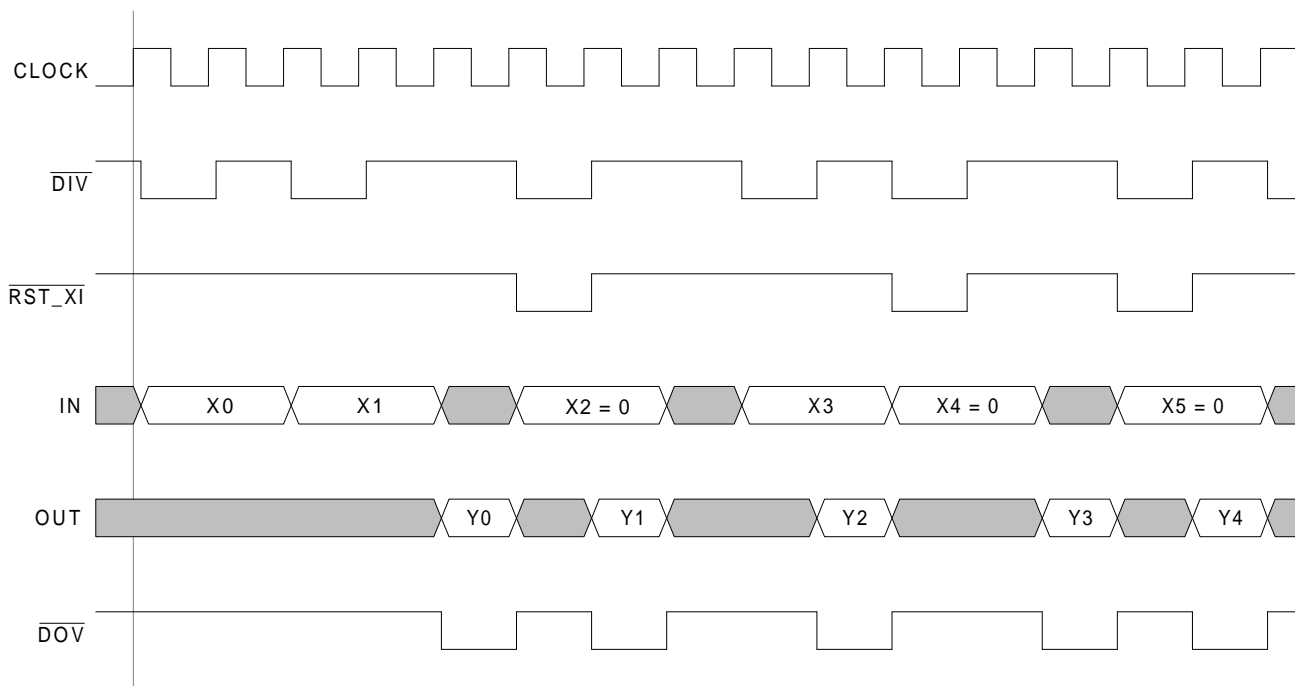 CLOCK
DIV
RST_XI
IN X0 X1 X2 = 0 X3 X4 = 0 X5 = 0
OUT Y0 Y1 Y2 Y3 Y4
DOV